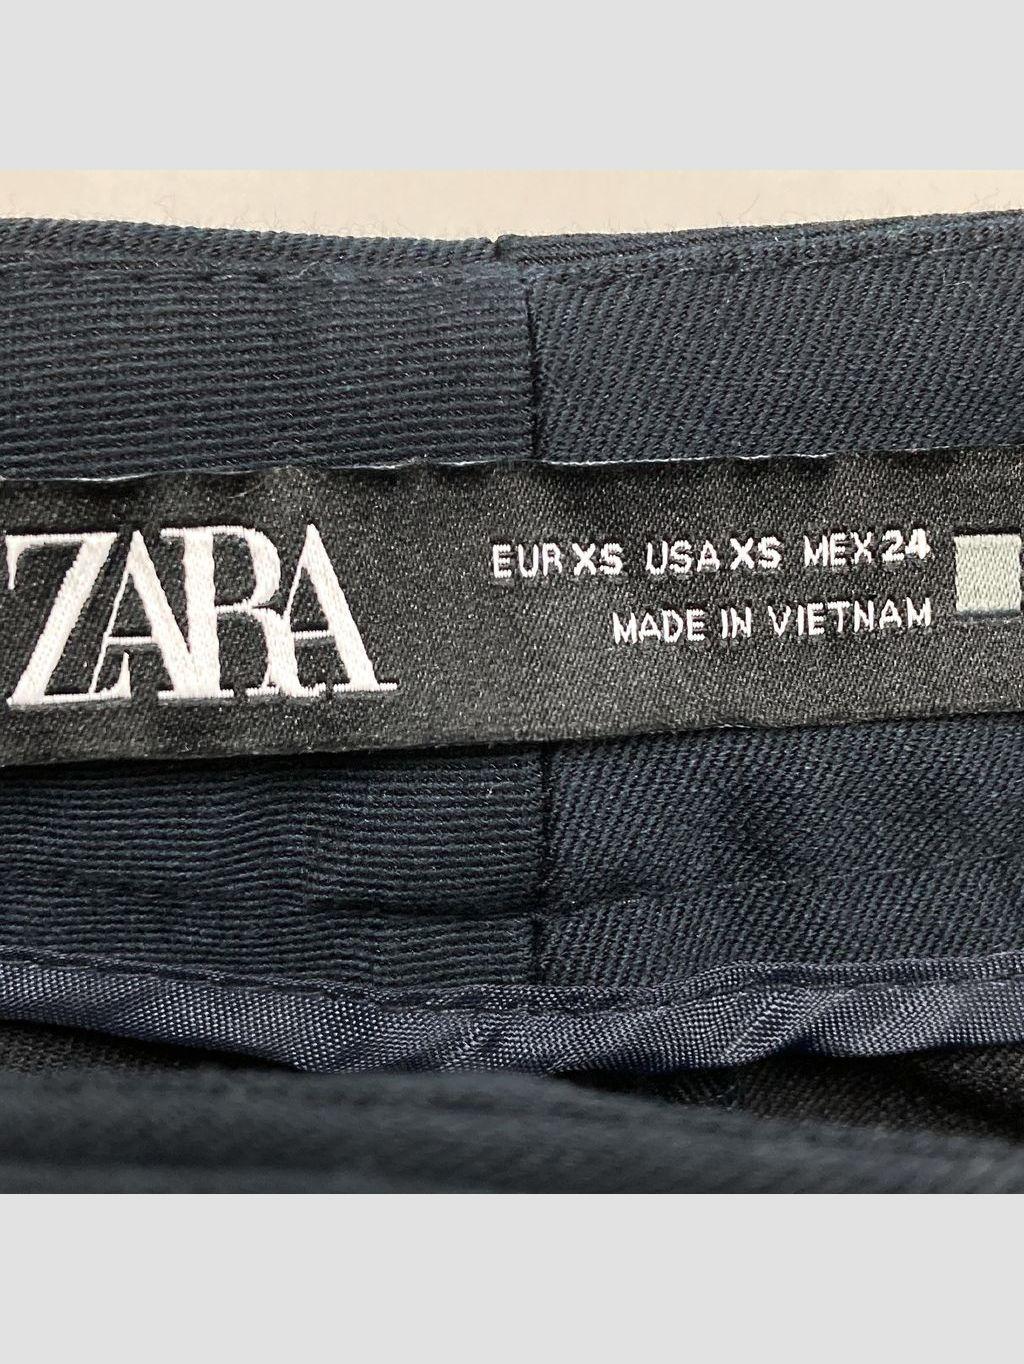 ZARA
EUR XS USA XS MEX 24
MADE IN VIETNAM